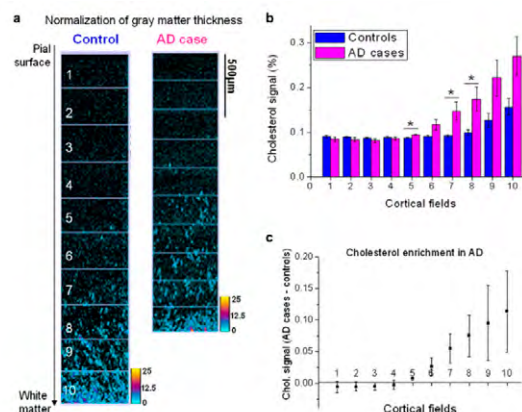 a
Normalization of gray matter thickness
Control
AD case
Pial
surface
500μm
1
2
3
4
5
6
7
8
9
10
White
matter
25
12.5
0
25
12.5
0
b
Controls
AD cases
Cholesterol signal (%)
0.3
0.2
0.1
0.0
* * *
0 1 2 3 4 5 6 7 8 9 10
Cortical fields
c
Cholesterol enrichment in AD
Chol. signal (AD cases - controls)
0.20
0.15
0.10
0.05
0.00
1 2 3 4 5 6 7 8 9 10
Cortical fields